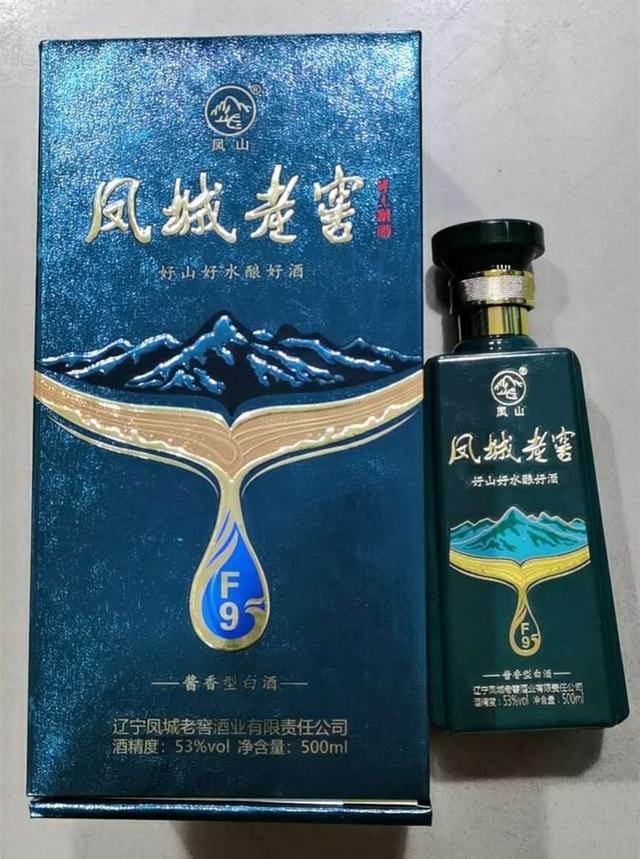 ®
凤山
凤城老窖
好山好水酿好酒
F
9
酱香型白酒
辽宁凤城老窖酒业有限责任公司
酒精度：53%vol 净含量：500ml
®
凤山
凤城老窖
好山好水酿好酒
F
9
酱香型白酒
辽宁凤城老窖酒业有限责任公司
酒精度：53%vol 净含量：500ml